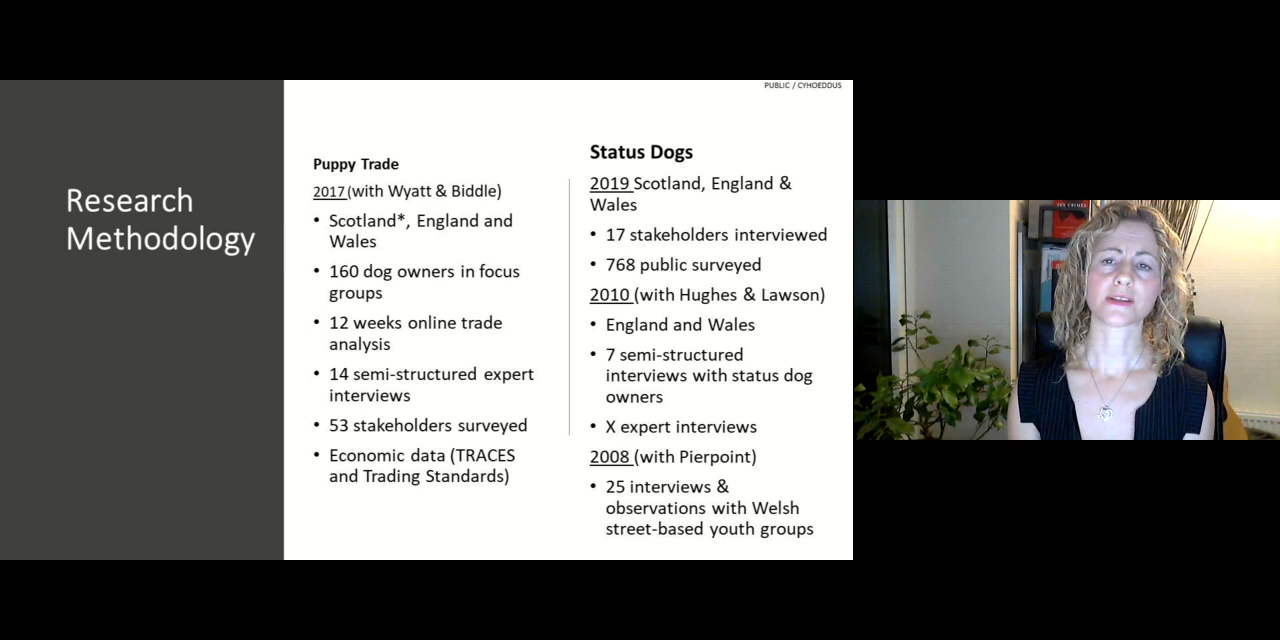 PUBLIC / CYHOEDDUS
Research
Methodology
Puppy Trade
2017 (with Wyatt & Biddle)
• Scotland*, England and
Wales
• 160 dog owners in focus
groups
• 12 weeks online trade
analysis
• 14 semi-structured expert
interviews
• 53 stakeholders surveyed
• Economic data (TRACES
and Trading Standards)
Status Dogs
2019 Scotland, England &
Wales
• 17 stakeholders interviewed
• 768 public surveyed
2010 (with Hughes & Lawson)
• England and Wales
• 7 semi-structured
interviews with status dog
owners
• X expert interviews
2008 (with Pierpoint)
• 25 interviews &
observations with Welsh
street-based youth groups
SEX CRIMES